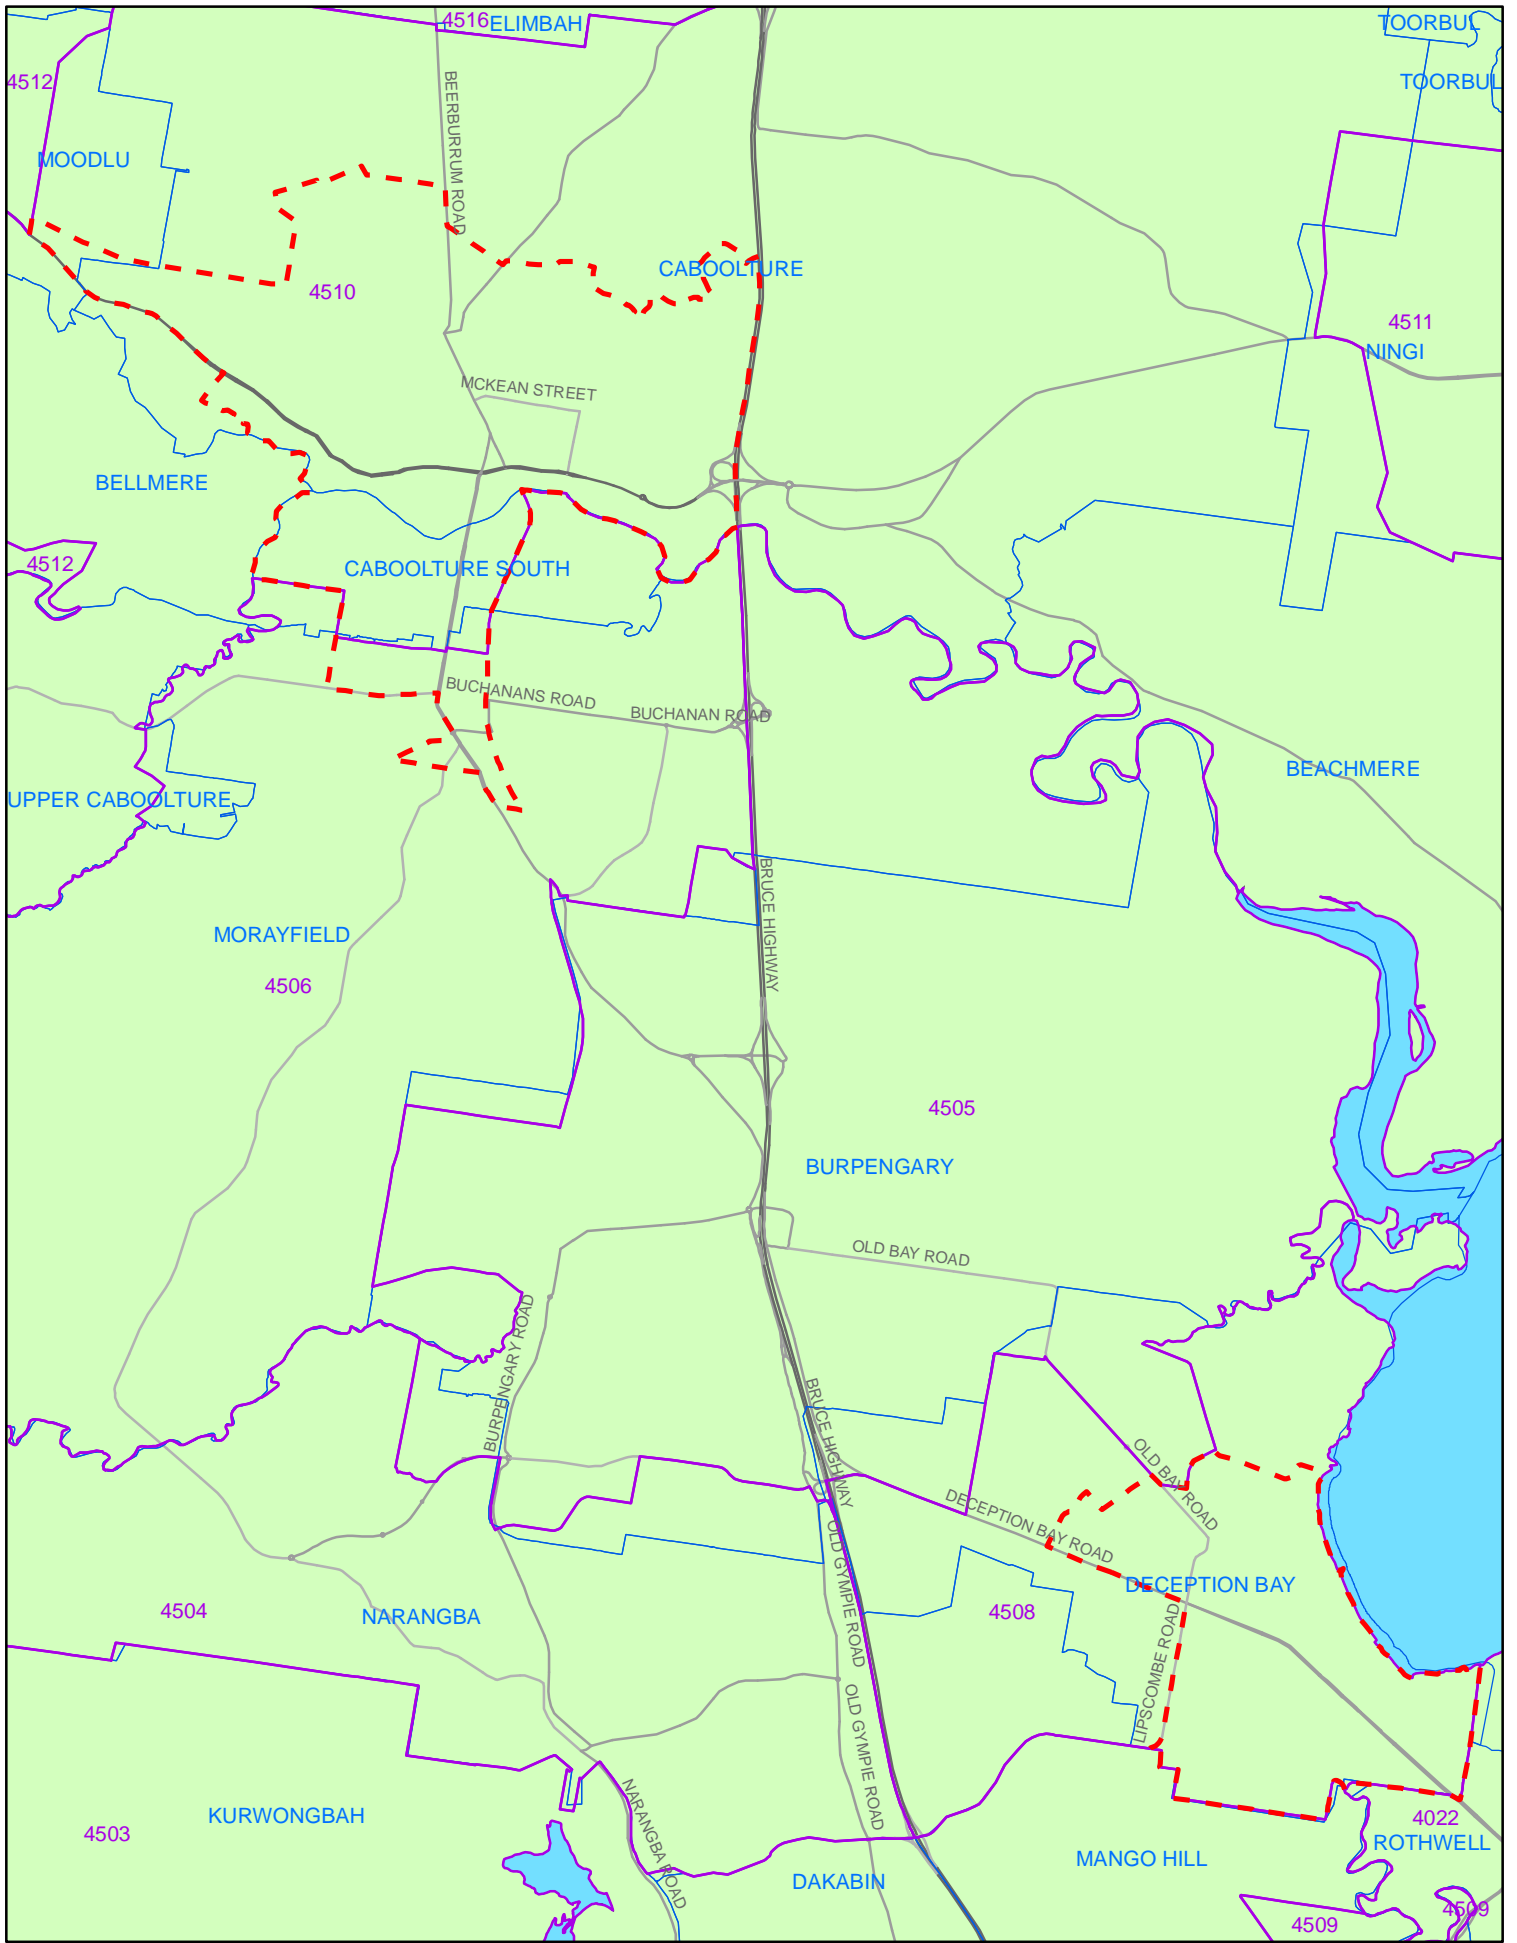 4516
ELIMBAH
TOORBUL
4512
TOORBUL
BEERBURRUM ROAD
MOODLU
CABOOLTURE
4510
4511
NINGI
MCKEAN STREET
BELLMERE
4512
CABOOLTURE SOUTH
BUCHANANS ROAD
BUCHANAN ROAD
BEACHMERE
UPPER CABOOLTURE
BRUCE HIGHWAY
MORAYFIELD
4506
4505
BURPENGARY
OLD BAY ROAD
BURPENGARY ROAD
BRUCE HIGHWAY
OLD BAY ROAD
DECEPTION BAY ROAD
DECEPTION BAY
OLD GYMPIE ROAD
4504
NARANGBA
4508
LIPSCOMBE ROAD
OLD GYMPIE ROAD
NARANGBA ROAD
KURWONGBAH
4503
4022
ROTHWELL
MANGO HILL
DAKABIN
4509
4509